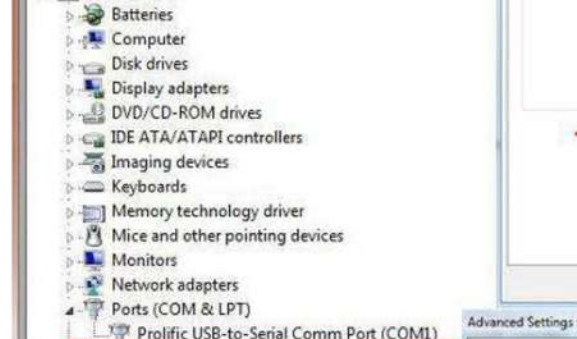 Batteries
Computer
Disk drives
Display adapters
DVD/CD-ROM drives
IDE ATA/ATAPI controllers
Imaging devices
Keyboards
Memory technology driver
Mice and other pointing devices
Monitors
Network adapters
Ports (COM & LPT)
Prolific USB-to-Serial Comm Port (COM1)
Advanced Settings